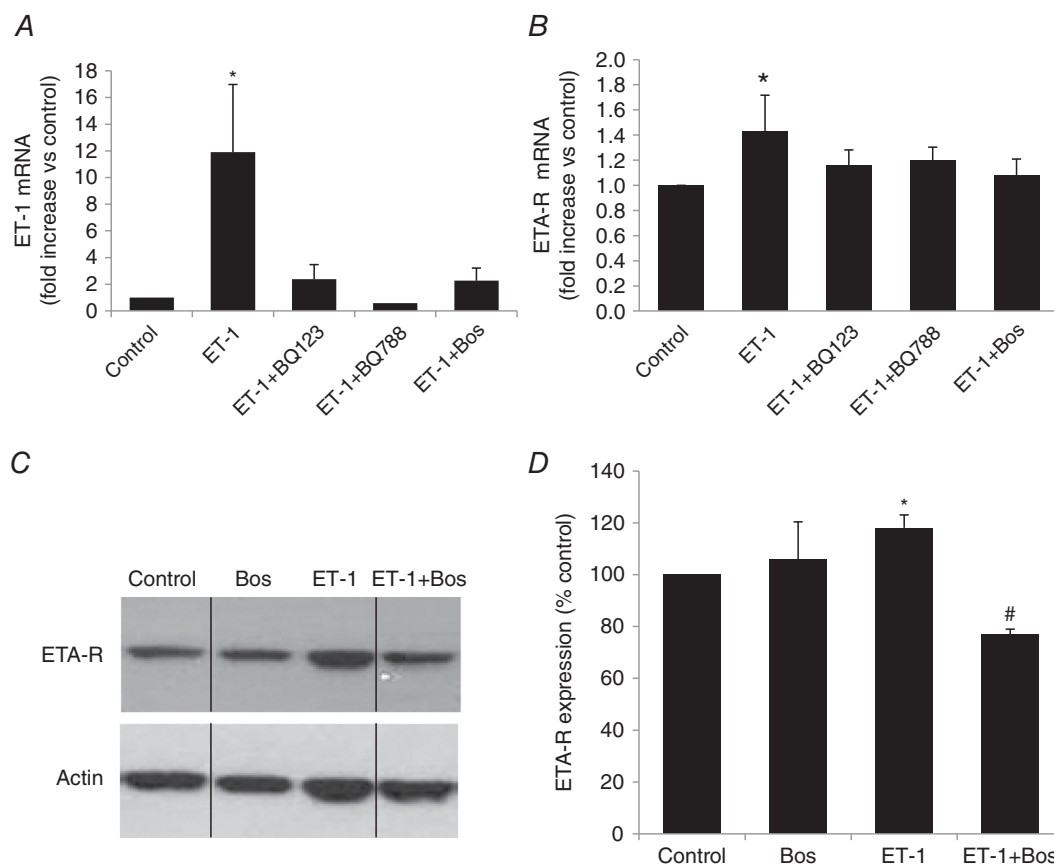 A
ET-1 mRNA
(fold increase vs control)
18
16
14
12
10
8
6
4
2
0
*
Control
ET-1
ET-1+BQ123
ET-1+BQ788
ET-1+Bos
B
ETA-R mRNA
(fold increase vs control)
2.0
1.8
1.6
1.4
1.2
1.0
0.8
0.6
0.4
0.2
0.0
*
Control
ET-1
ET-1+BQ123
ET-1+BQ788
ET-1+Bos
C
Control Bos ET-1 ET-1+Bos
ETA-R
Actin
D
ETA-R expression (% control)
140
120
100
80
60
40
20
0
*
#
Control Bos ET-1 ET-1+Bos